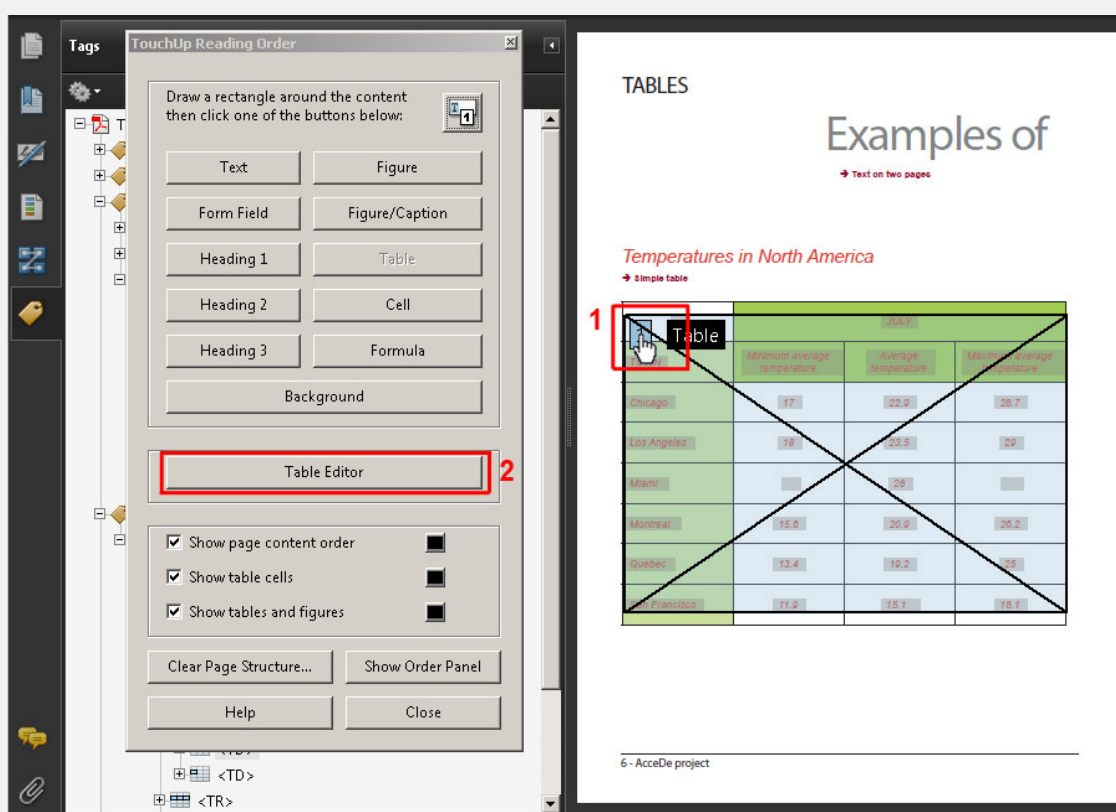 Tags
TouchUp Reading Order
Draw a rectangle around the content
then click one of the buttons below:
Text
Figure
Form Field
Figure/Caption
Heading 1
Table
Heading 2
Cell
Heading 3
Formula
Background
Table Editor
2
Show page content order
Show table cells
Show tables and figures
Clear Page Structure...
Show Order Panel
Help
Close
<TD>
<TR>
TABLES
Examples of
Text on two pages
Temperatures in North America
Simple table
1
Table
JULY
Minimum average
temperature
Average
temperature
Maximum average
temperature
Chicago 17 22.9 28.7
Los Angeles 18 23.5 29
Miami 28
Montreal 15.6 20.9 26.2
Quebec 13.4 19.2 25
San Francisco 11.9 15.1 18.1
6 - AcceDe project